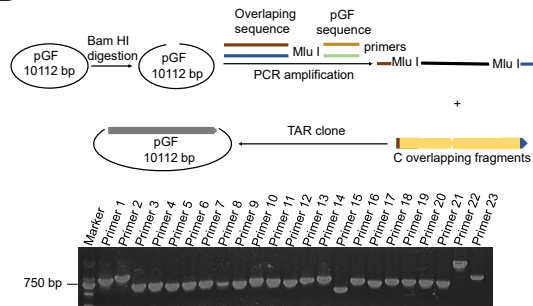 pGF
10112 bp
Bam HI
digestion
pGF
10112 bp
Overlaping
sequence
pGF
sequence
Mlu I
primers
PCR amplification
Mlu I
Mlu I
+
pGF
10112 bp
TAR clone
C overlapping fragments
Marker
Primer 1
Primer 2
Primer 3
Primer 4
Primer 5
Primer 6
Primer 7
Primer 8
Primer 9
Primer 10
Primer 11
Primer 12
Primer 13
Primer 14
Primer 15
Primer 16
Primer 17
Primer 18
Primer 19
Primer 20
Primer 21
Primer 22
Primer 23
750 bp